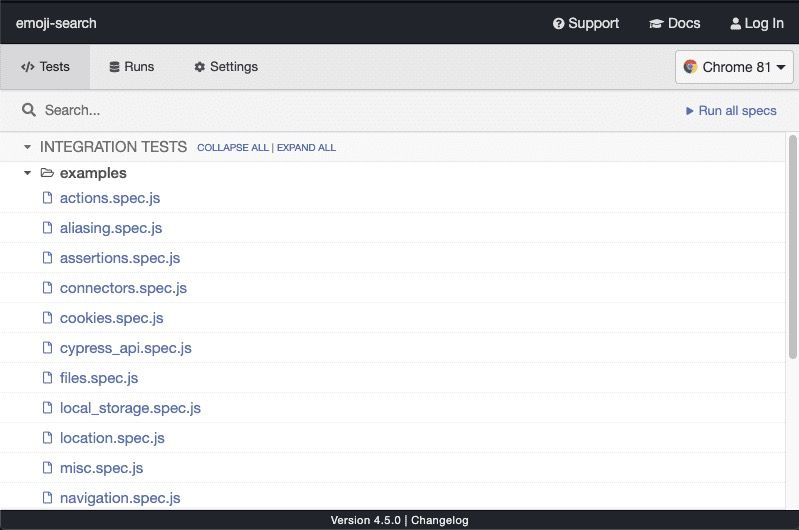 emoji-search Support Docs Log In
Tests Runs Settings Chrome 81
Search... Run all specs
INTEGRATION TESTS COLLAPSE ALL | EXPAND ALL
examples
actions.spec.js
aliasing.spec.js
assertions.spec.js
connectors.spec.js
cookies.spec.js
cypress_api.spec.js
files.spec.js
local_storage.spec.js
location.spec.js
misc.spec.js
navigation.spec.js
Version 4.5.0 | Changelog